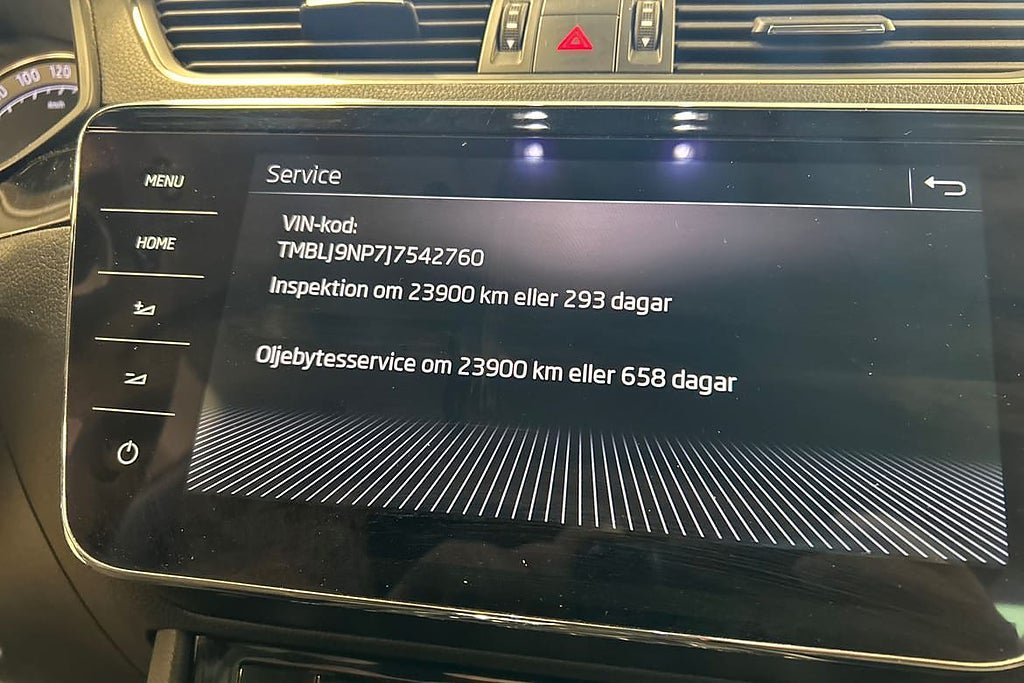 100 120
km/h
MENU
Service
HOME
VIN-kod:
TMBLJ9NP7J7542760
Inspektion om 23900 km eller 293 dagar
Oljebytesservice om 23900 km eller 658 dagar